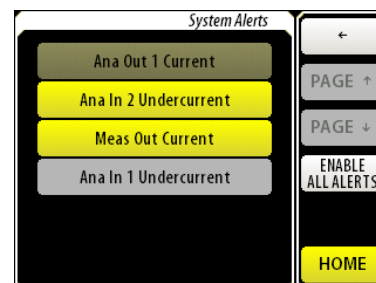 System Alerts
Ana Out 1 Current
Ana In 2 Undercurrent
Meas Out Current
Ana In 1 Undercurrent
←
PAGE ↑
PAGE ↓
ENABLE
ALL ALERTS
HOME